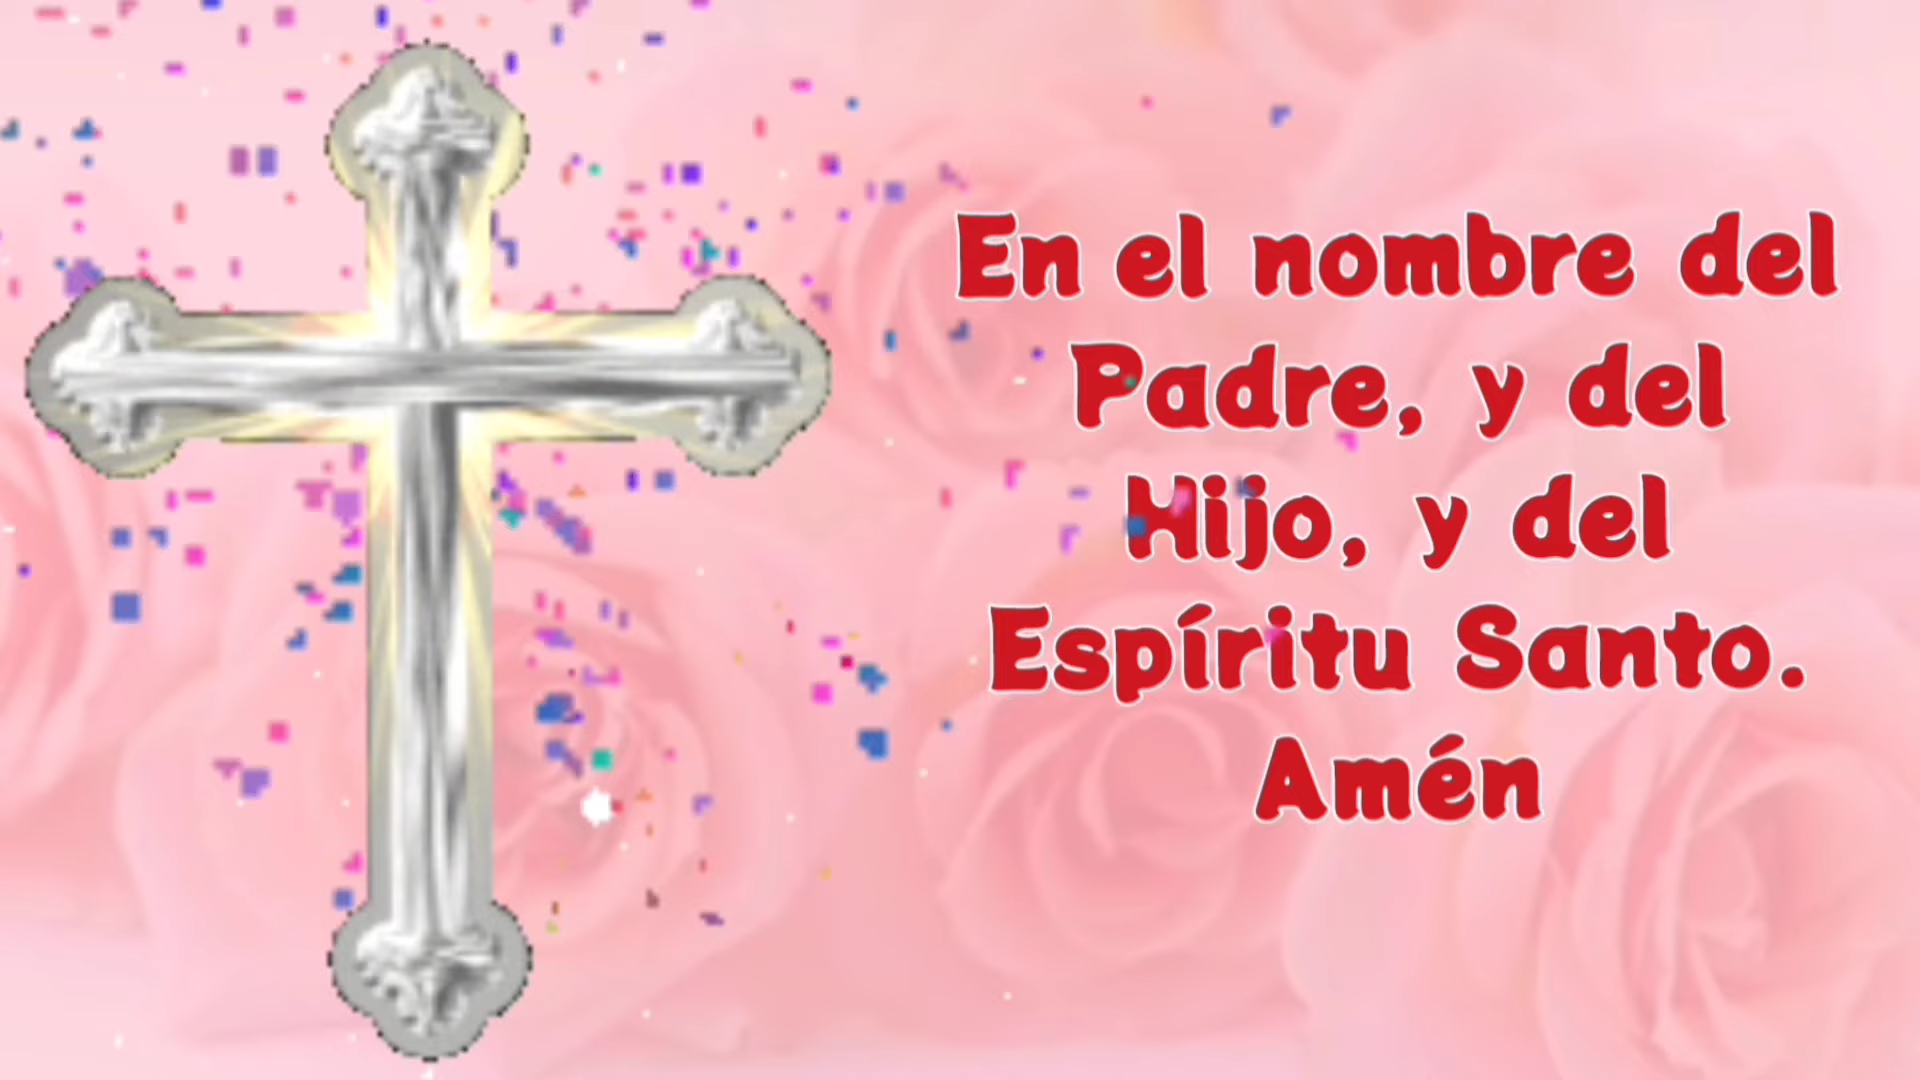 En el nombre del
Padre, y del
Hijo, y del
Espíritu Santo.
Amén